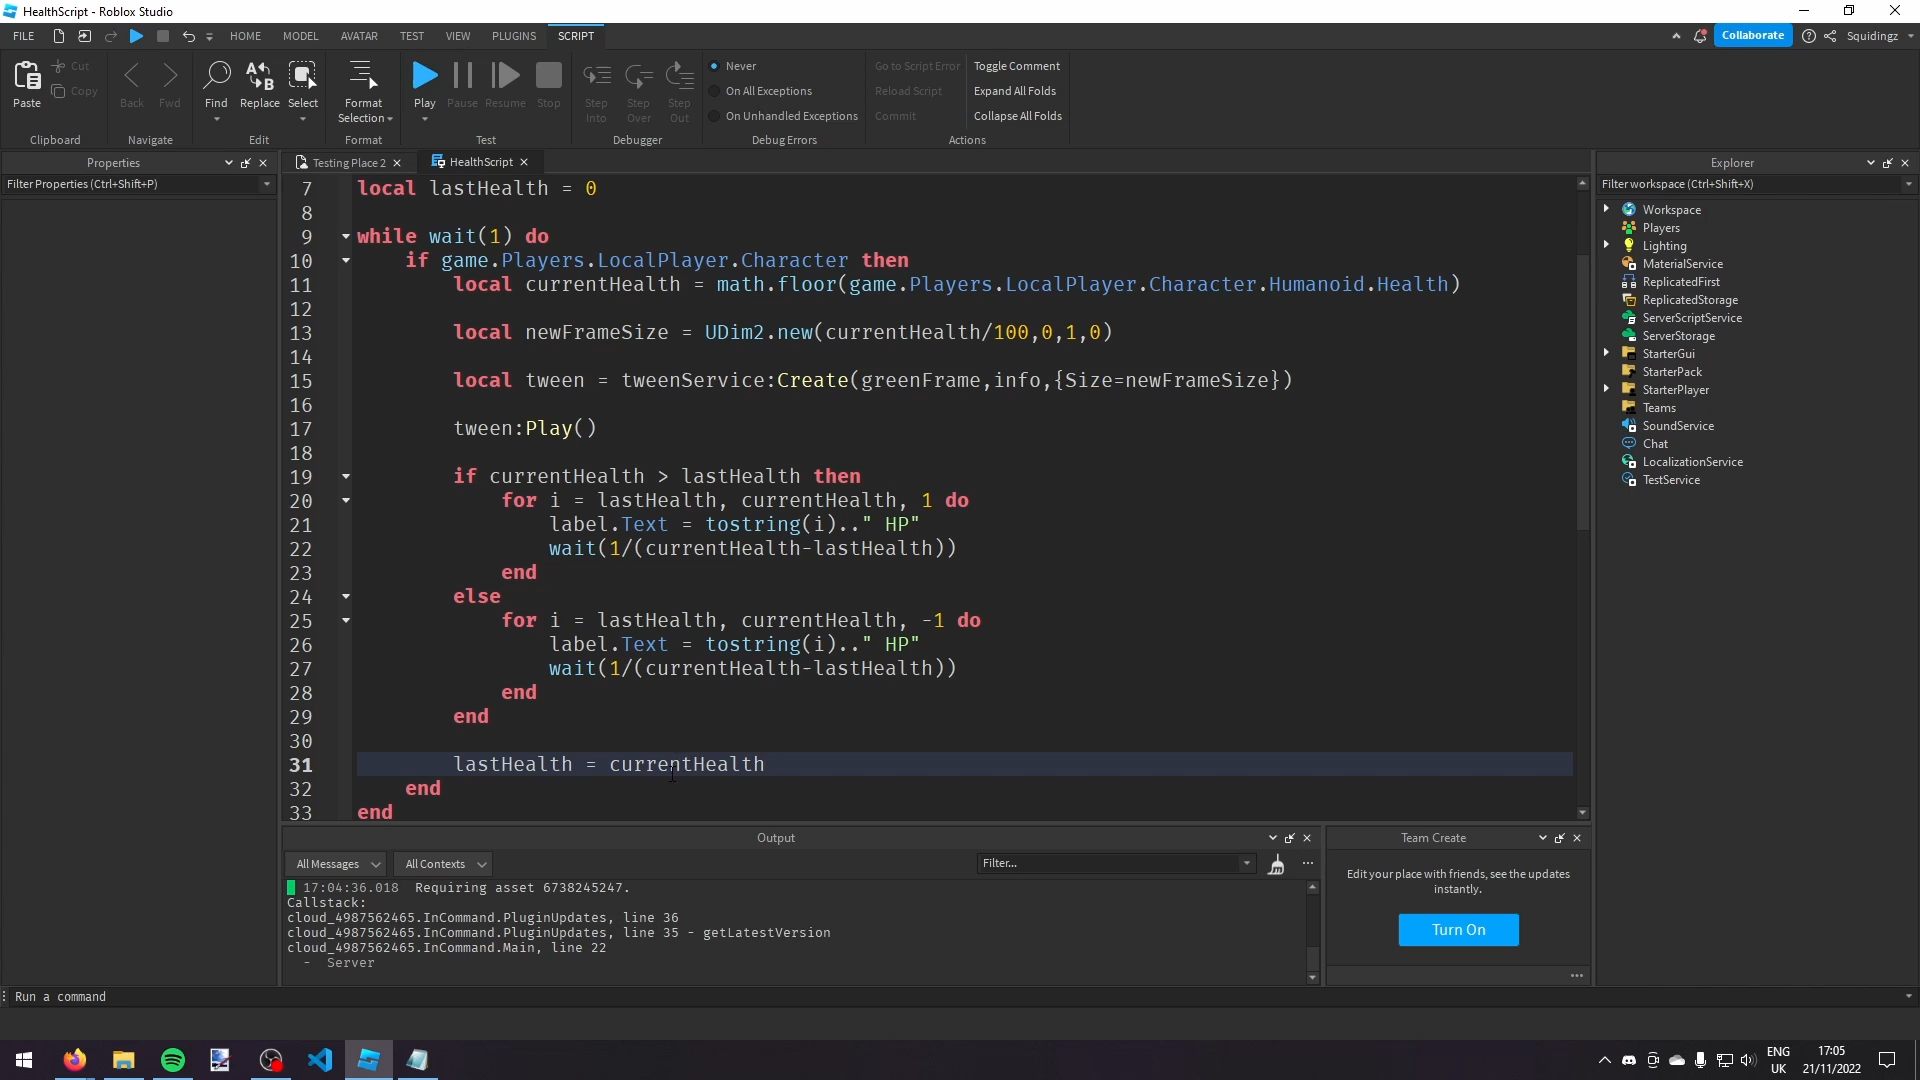 HealthScript - Roblox Studio
FILE HOME MODEL AVATAR TEST VIEW PLUGINS SCRIPT Collaborate Squidingz
Paste
Cut
Copy
Clipboard
Back
Fwd
Navigate
Find
Replace
Select
Edit
Format
Selection
Format
Play
Pause
Resume
Stop
Test
Step
Into
Step
Over
Step
Out
Debugger
Never
On All Exceptions
On Unhandled Exceptions
Debug Errors
Go to Script Error
Reload Script
Commit
Toggle Comment
Expand All Folds
Collapse All Folds
Actions
Properties
Filter Properties (Ctrl+Shift+P)
Testing Place 2
HealthScript
7 local lastHealth = 0
8
9 while wait(1) do
10 if game.Players.LocalPlayer.Character then
11 local currentHealth = math.floor(game.Players.LocalPlayer.Character.Humanoid.Health)
12
13 local newFrameSize = UDim2.new(currentHealth/100,0,1,0)
14
15 local tween = tweenService:Create(greenFrame,info,{Size=newFrameSize})
16
17 tween:Play()
18
19 if currentHealth > lastHealth then
20 for i = lastHealth, currentHealth, 1 do
21 label.Text = tostring(i).." HP"
22 wait(1/(currentHealth-lastHealth))
23 end
24 else
25 for i = lastHealth, currentHealth, -1 do
26 label.Text = tostring(i).." HP"
27 wait(1/(currentHealth-lastHealth))
28 end
29 end
30
31 lastHealth = currentHealth
32 end
33 end
Explorer
Filter workspace (Ctrl+Shift+X)
Workspace
Players
Lighting
MaterialService
ReplicatedFirst
ReplicatedStorage
ServerScriptService
ServerStorage
StarterGui
StarterPack
StarterPlayer
Teams
SoundService
Chat
LocalizationService
TestService
Output
All Messages
All Contexts
Filter...
17:04:36.018 Requiring asset 6738245247.
Callstack:
cloud_4987562465.InCommand.PluginUpdates, line 36
cloud_4987562465.InCommand.PluginUpdates, line 35 - getLatestVersion
cloud_4987562465.InCommand.Main, line 22
- Server
Team Create
Edit your place with friends, see the updates
instantly.
Turn On
Run a command
ENG
UK
17:05
21/11/2022